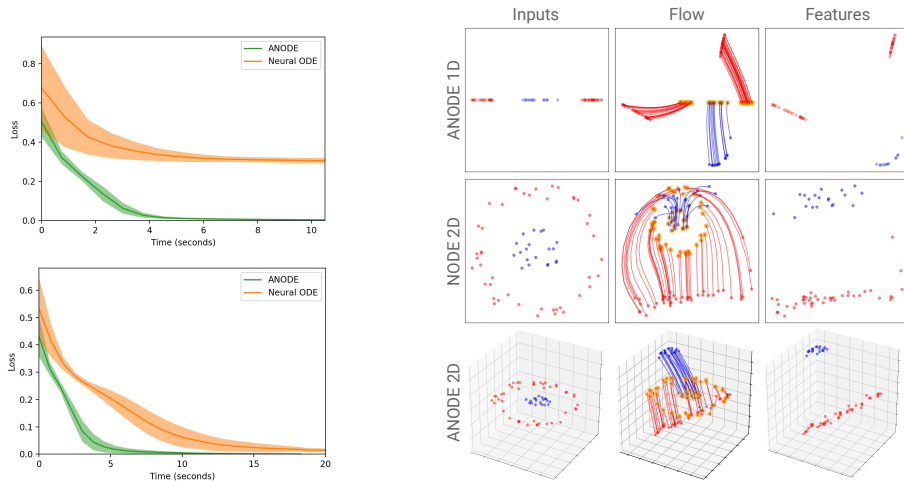 0.8
0.6
0.4
0.2
0.0
Loss
0 2 4 6 8 10
Time (seconds)
ANODE
Neural ODE
0.6
0.5
0.4
0.3
0.2
0.1
0.0
Loss
0 5 10 15 20
Time (seconds)
ANODE
Neural ODE
Inputs Flow Features
ANODE 1D
NODE 2D
ANODE 2D